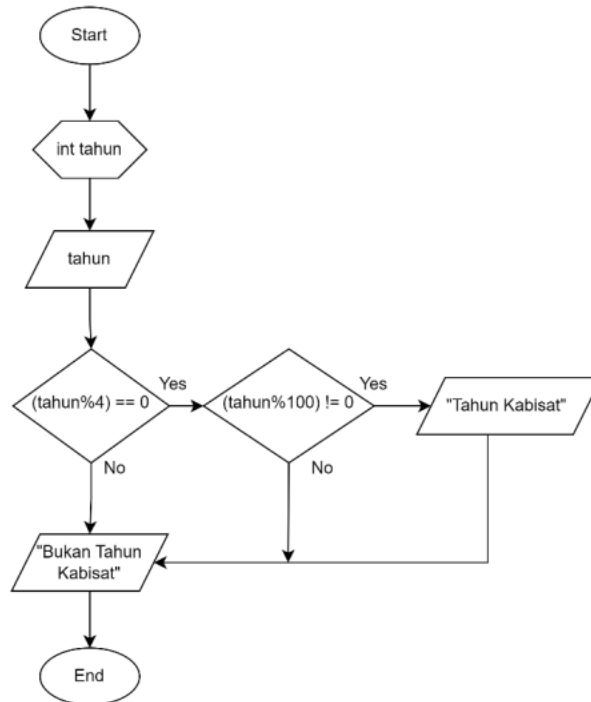 Start
int tahun
tahun
(tahun%4) == 0
Yes
(tahun%100) != 0
Yes
"Tahun Kabisat"
No
No
"Bukan Tahun
Kabisat"
End